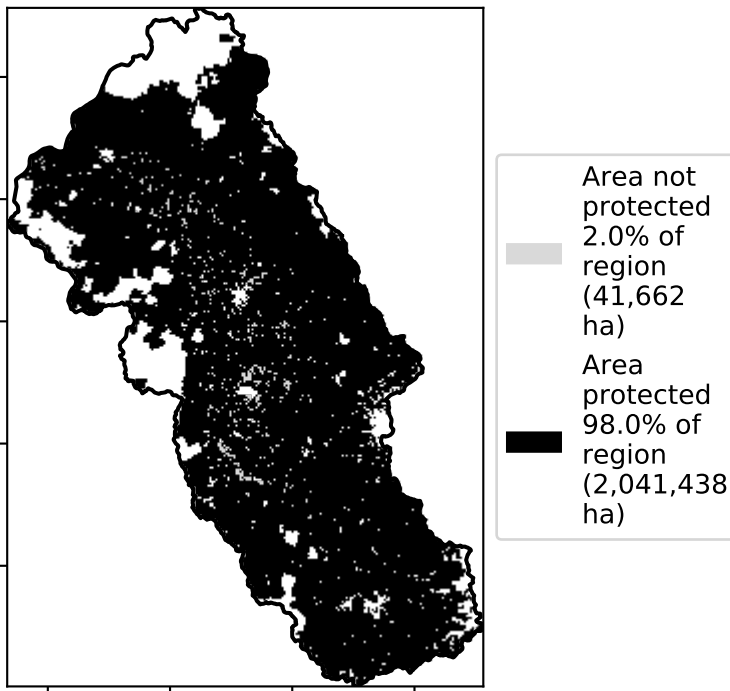 Area not
protected
2.0% of
region
(41,662
ha)
Area
protected
98.0% of
region
(2,041,438
ha)